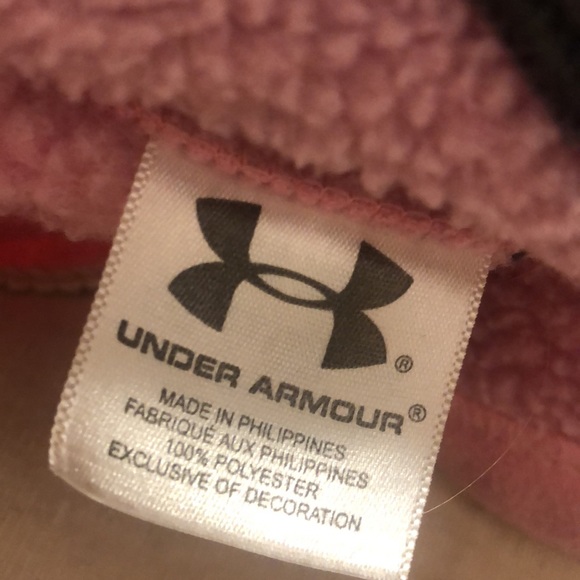 ®
UNDER ARMOUR®
MADE IN PHILIPPINES
FABRIQUÉ AUX PHILIPPINES
100% POLYESTER
EXCLUSIVE OF DECORATION